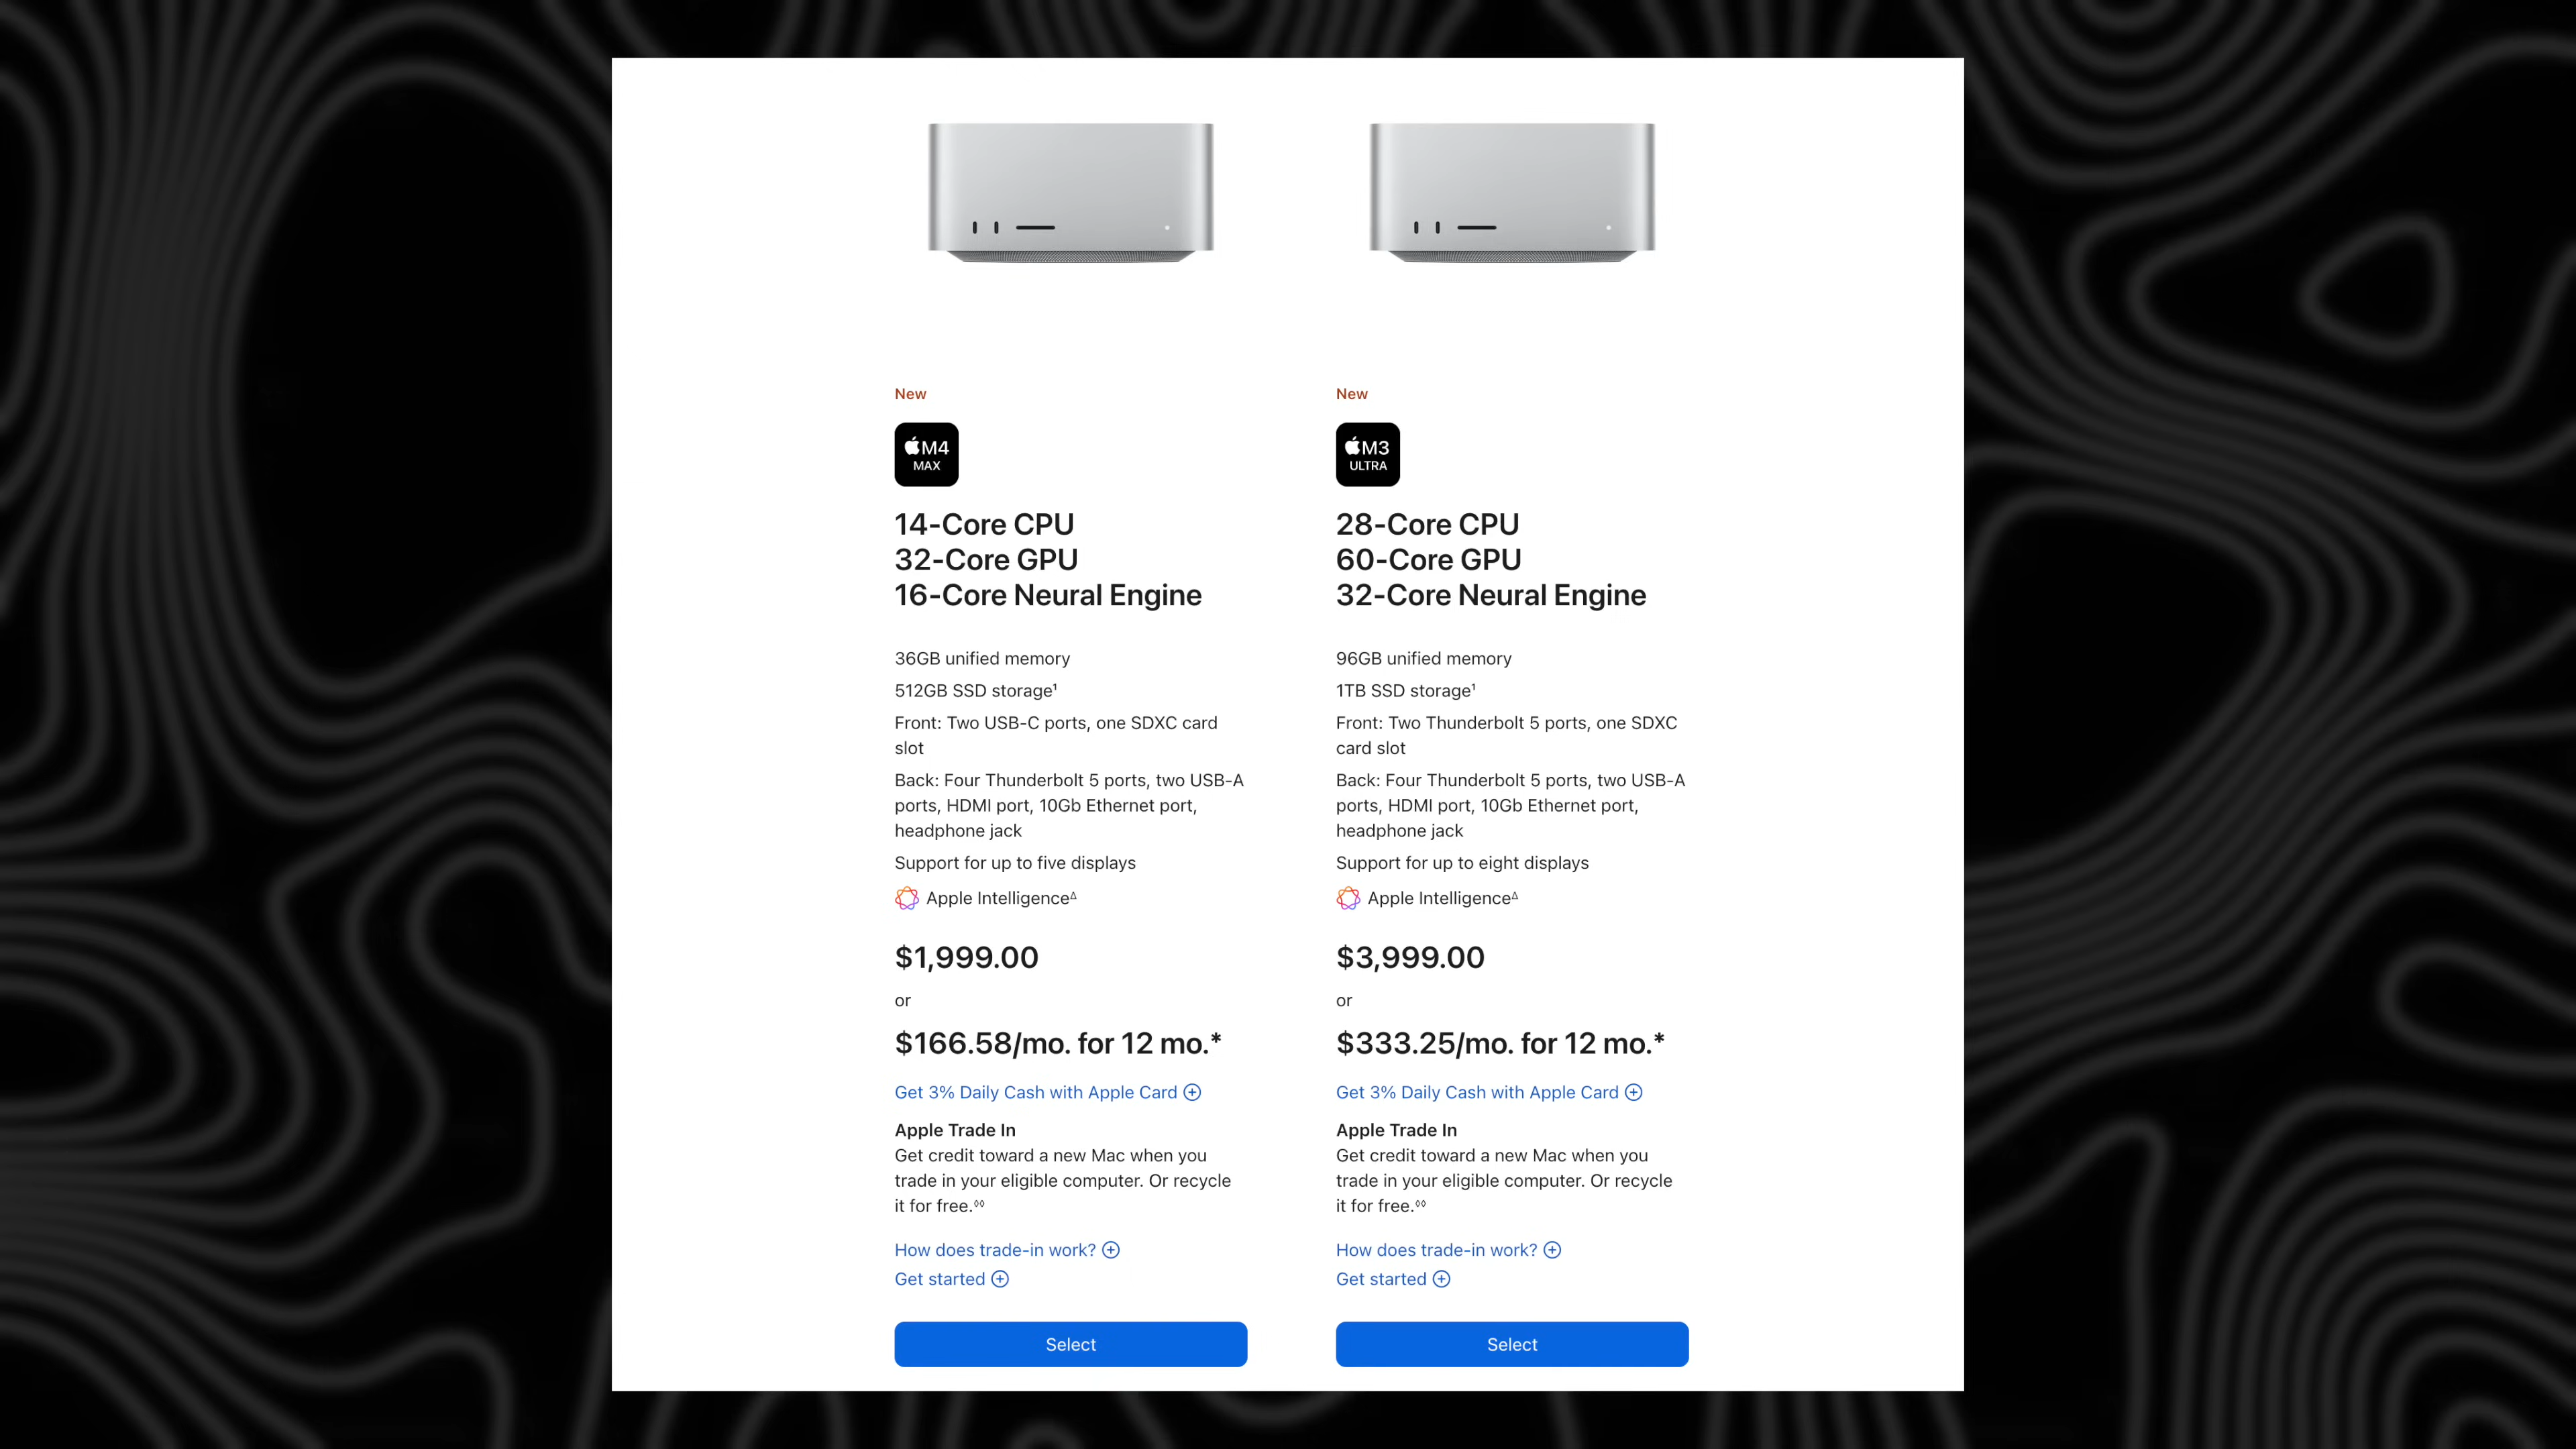 New
M4
MAX
14-Core CPU
32-Core GPU
16-Core Neural Engine
36GB unified memory
512GB SSD storage¹
Front: Two USB-C ports, one SDXC card
slot
Back: Four Thunderbolt 5 ports, two USB-A
ports, HDMI port, 10Gb Ethernet port,
headphone jack
Support for up to five displays
Apple Intelligence∆
$1,999.00
or
$166.58/mo. for 12 mo.*
Get 3% Daily Cash with Apple Card
Apple Trade In
Get credit toward a new Mac when you
trade in your eligible computer. Or recycle
it for free.◊◊
How does trade-in work?
Get started
Select
New
M3
ULTRA
28-Core CPU
60-Core GPU
32-Core Neural Engine
96GB unified memory
1TB SSD storage¹
Front: Two Thunderbolt 5 ports, one SDXC
card slot
Back: Four Thunderbolt 5 ports, two USB-A
ports, HDMI port, 10Gb Ethernet port,
headphone jack
Support for up to eight displays
Apple Intelligence∆
$3,999.00
or
$333.25/mo. for 12 mo.*
Get 3% Daily Cash with Apple Card
Apple Trade In
Get credit toward a new Mac when you
trade in your eligible computer. Or recycle
it for free.◊◊
How does trade-in work?
Get started
Select